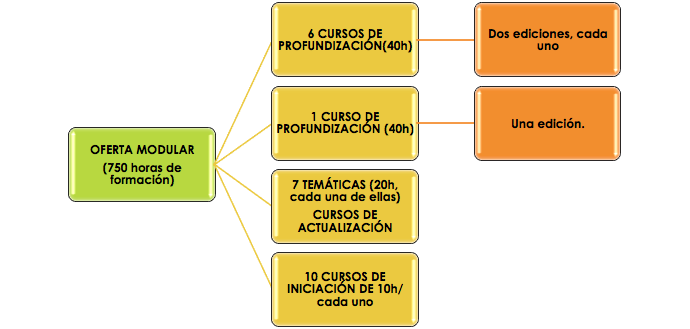 6 CURSOS DE
PROFUNDIZACIÓN(40h)
Dos ediciones, cada
uno
1 CURSO DE
PROFUNDIZACIÓN (40h)
Una edición.
OFERTA MODULAR
(750 horas de
formación)
7 TEMÁTICAS (20h,
cada una de ellas)
CURSOS DE
ACTUALIZACIÓN
10 CURSOS DE
INICIACIÓN DE 10h/
cada uno